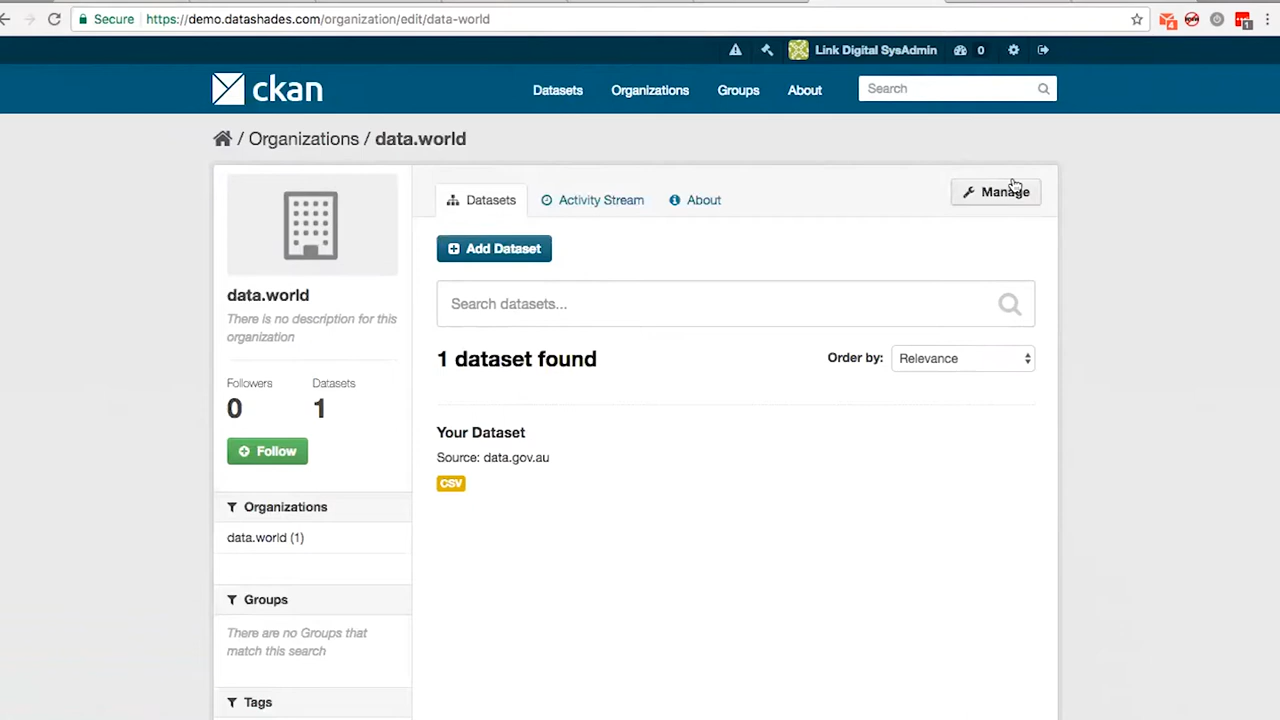 Secure https://demo.datashades.com/organization/edit/data-world
4
1
Link Digital SysAdmin 0
ckan
Datasets Organizations Groups About Search
/ Organizations / data.world
Datasets Activity Stream About Manage
Add Dataset
Search datasets...
data.world
There is no description for this
organization
1 dataset found Order by: Relevance
Followers Datasets
0 1
Follow
Your Dataset
Source: data.gov.au
CSV
Organizations
data.world (1)
Groups
There are no Groups that
match this search
Tags